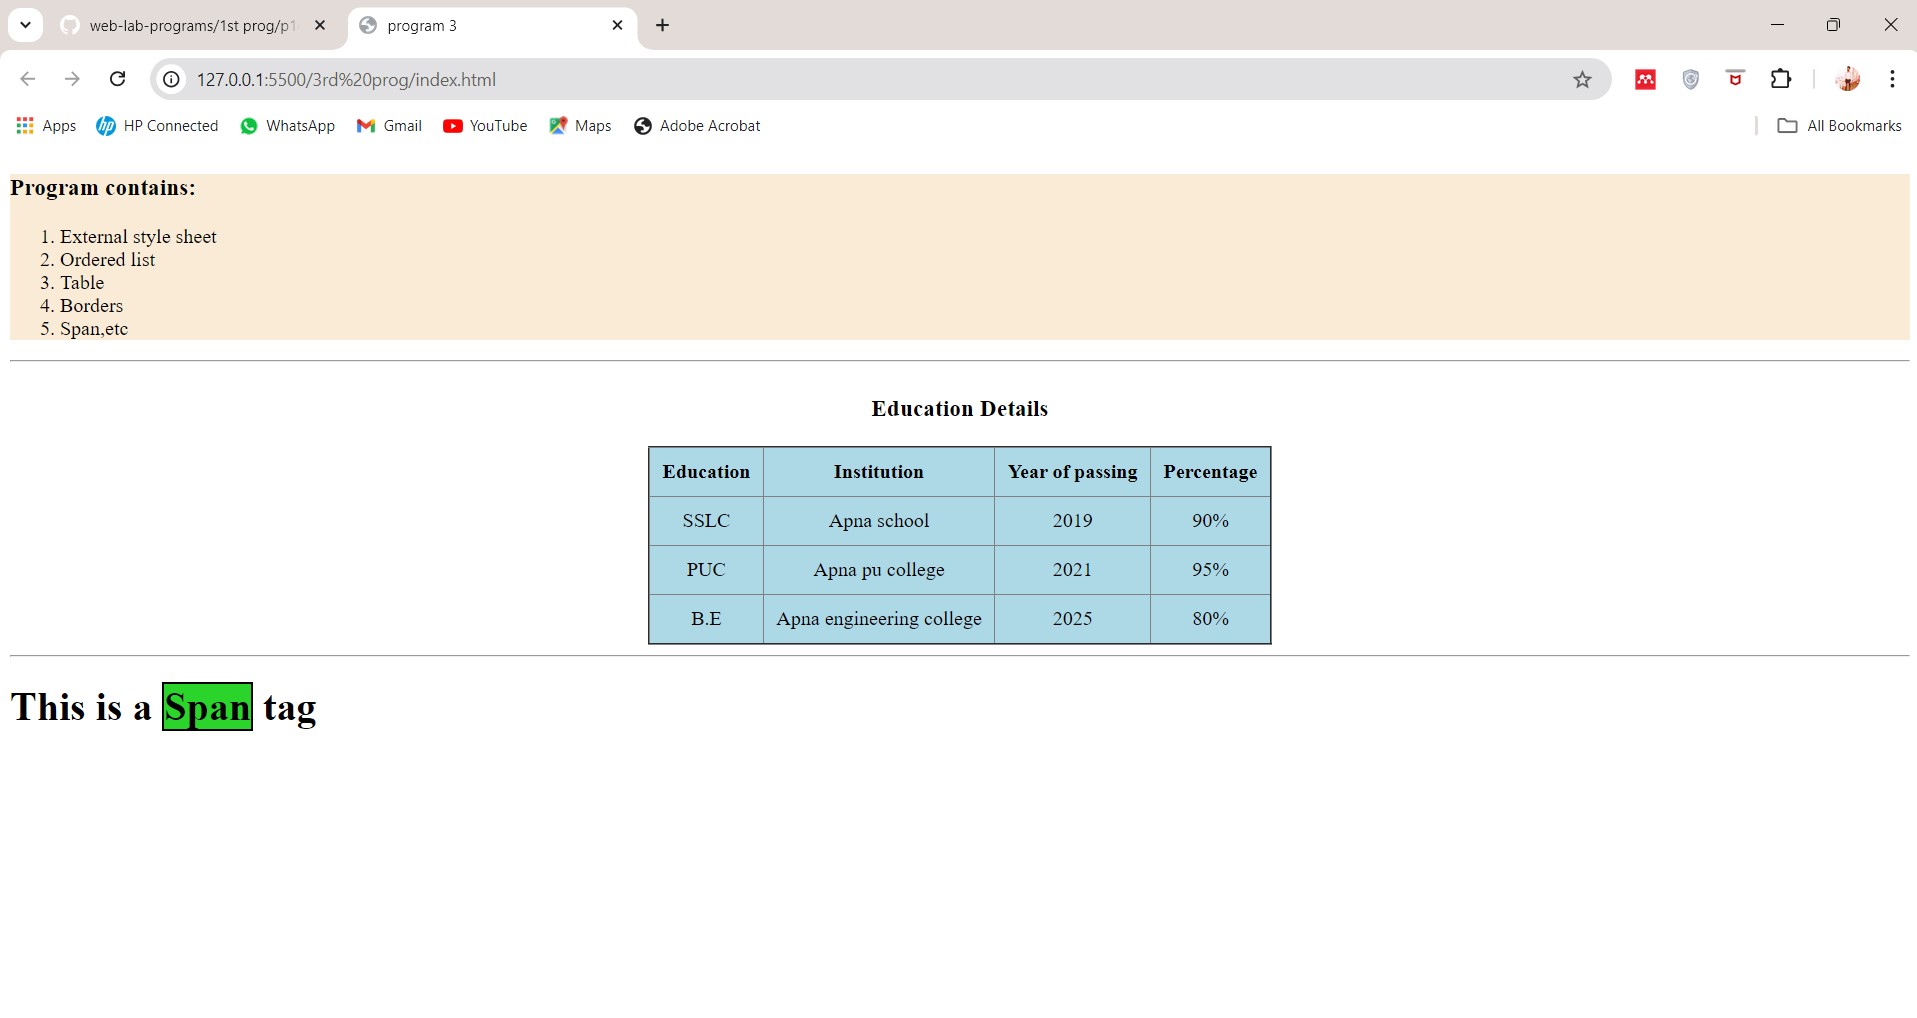 web-lab-programs/1st prog/p1
program 3
127.0.0.1:5500/3rd%20prog/index.html
Apps HP Connected WhatsApp Gmail YouTube Maps Adobe Acrobat All Bookmarks
Program contains:
1. External style sheet
2. Ordered list
3. Table
4. Borders
5. Span,etc
Education Details
Education Institution Year of passing Percentage
SSLC Apna school 2019 90%
PUC Apna pu college 2021 95%
B.E Apna engineering college 2025 80%
This is a Span tag